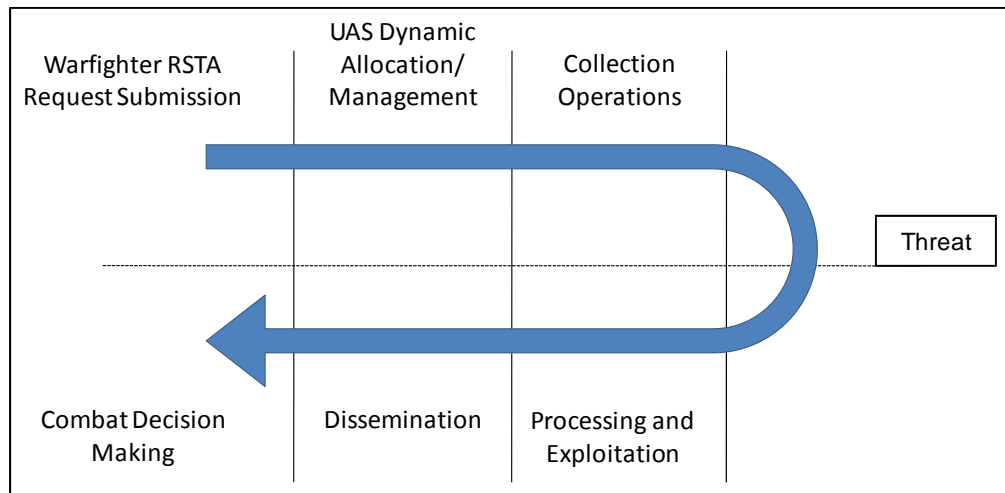 Warfighter RSTA
Request Submission
UAS Dynamic
Allocation/
Management
Collection
Operations
Threat
Combat Decision
Making
Dissemination
Processing and
Exploitation